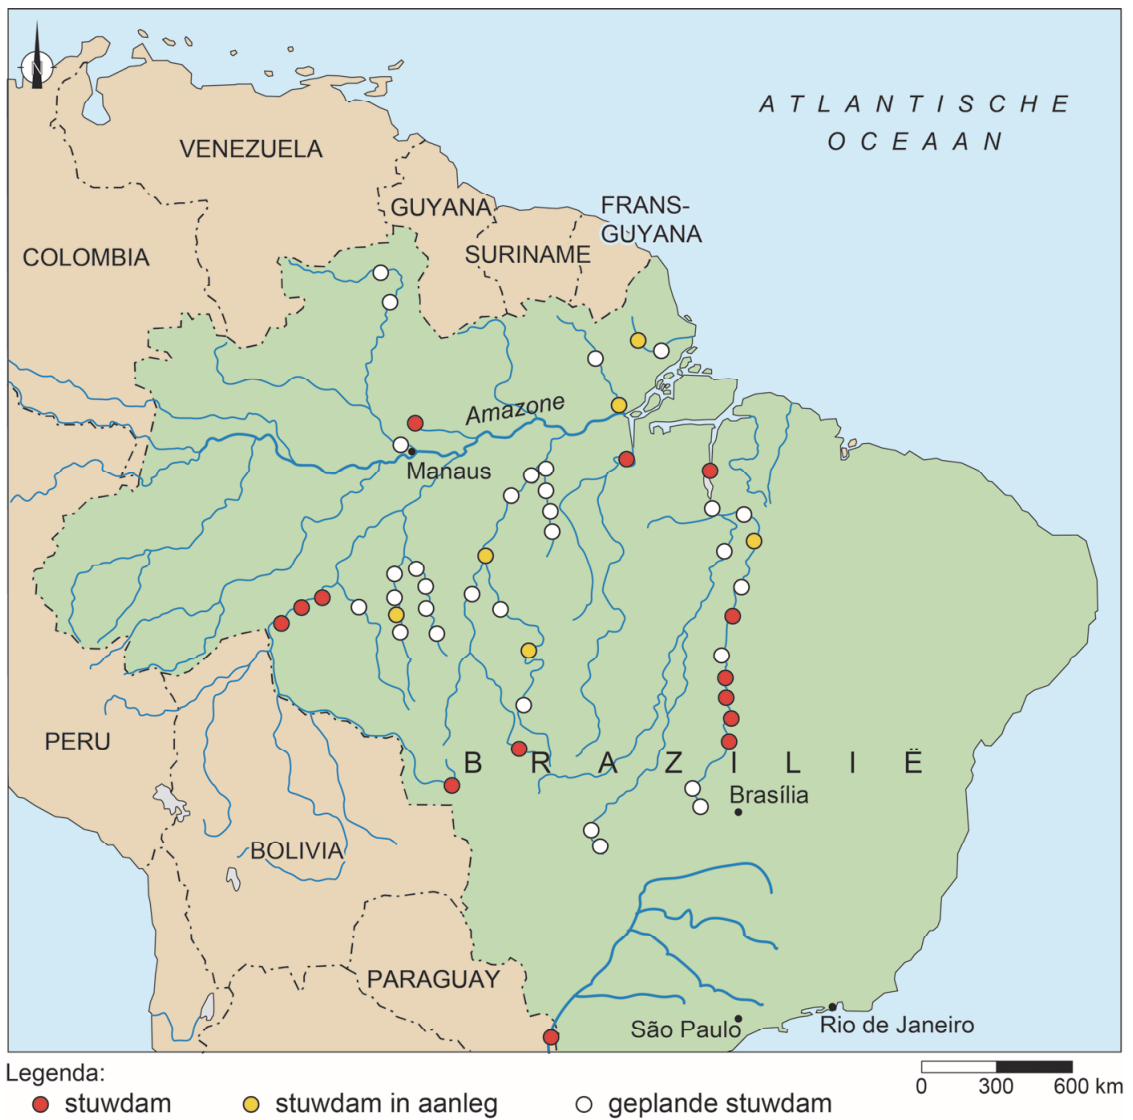 N
ATLANTISCHE
OCEAAN
VENEZUELA
GUYANA
FRANS-
GUYANA
SURINAME
COLOMBIA
Amazone
Manaus
PERU
BRAZILIË
Brasília
BOLIVIA
PARAGUAY
São Paulo
Rio de Janeiro
Legenda:
0 300 600 km
stuwdam stuwdam in aanleg geplande stuwdam